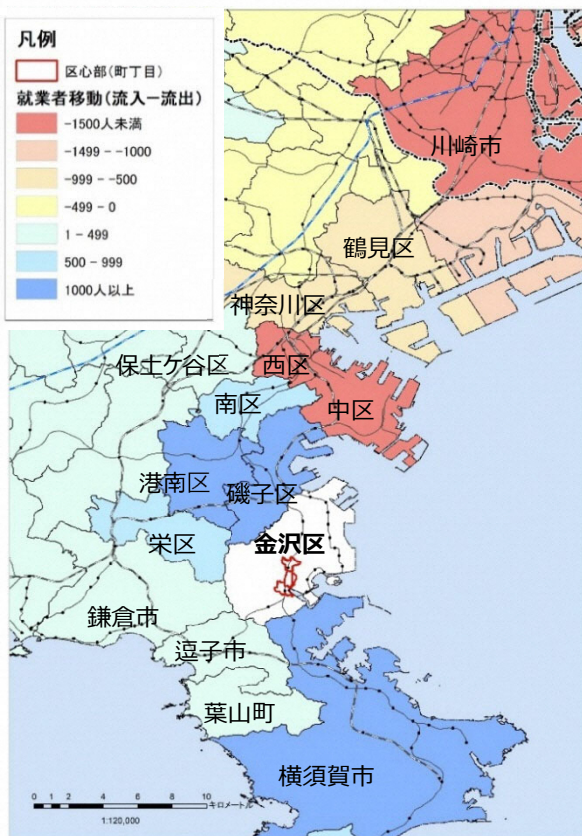 凡例
区心部(町丁目)
就業者移動(流入－流出)
-1500人未満
-1499 - -1000
-999 - -500
-499 - 0
1 - 499
500 - 999
1000人以上
川崎市
鶴見区
神奈川区
保土ケ谷区
西区
南区
中区
港南区
磯子区
栄区
金沢区
鎌倉市
逗子市
葉山町
横須賀市
0 1 2 4 6 8 10
キロメートル
1:120,000